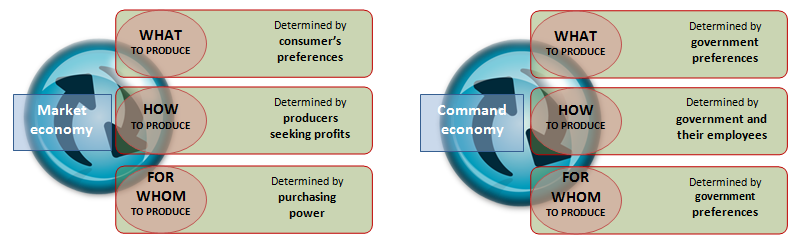 Market
economy
WHAT
TO PRODUCE
Determined by
consumer's
preferences
HOW
TO PRODUCE
Determined by
producers
seeking profits
FOR
WHOM
TO PRODUCE
Determined by
purchasing
power
Command
economy
WHAT
TO PRODUCE
Determined by
government
preferences
HOW
TO PRODUCE
Determined by
government and
their employees
FOR
WHOM
TO PRODUCE
Determined by
government
preferences